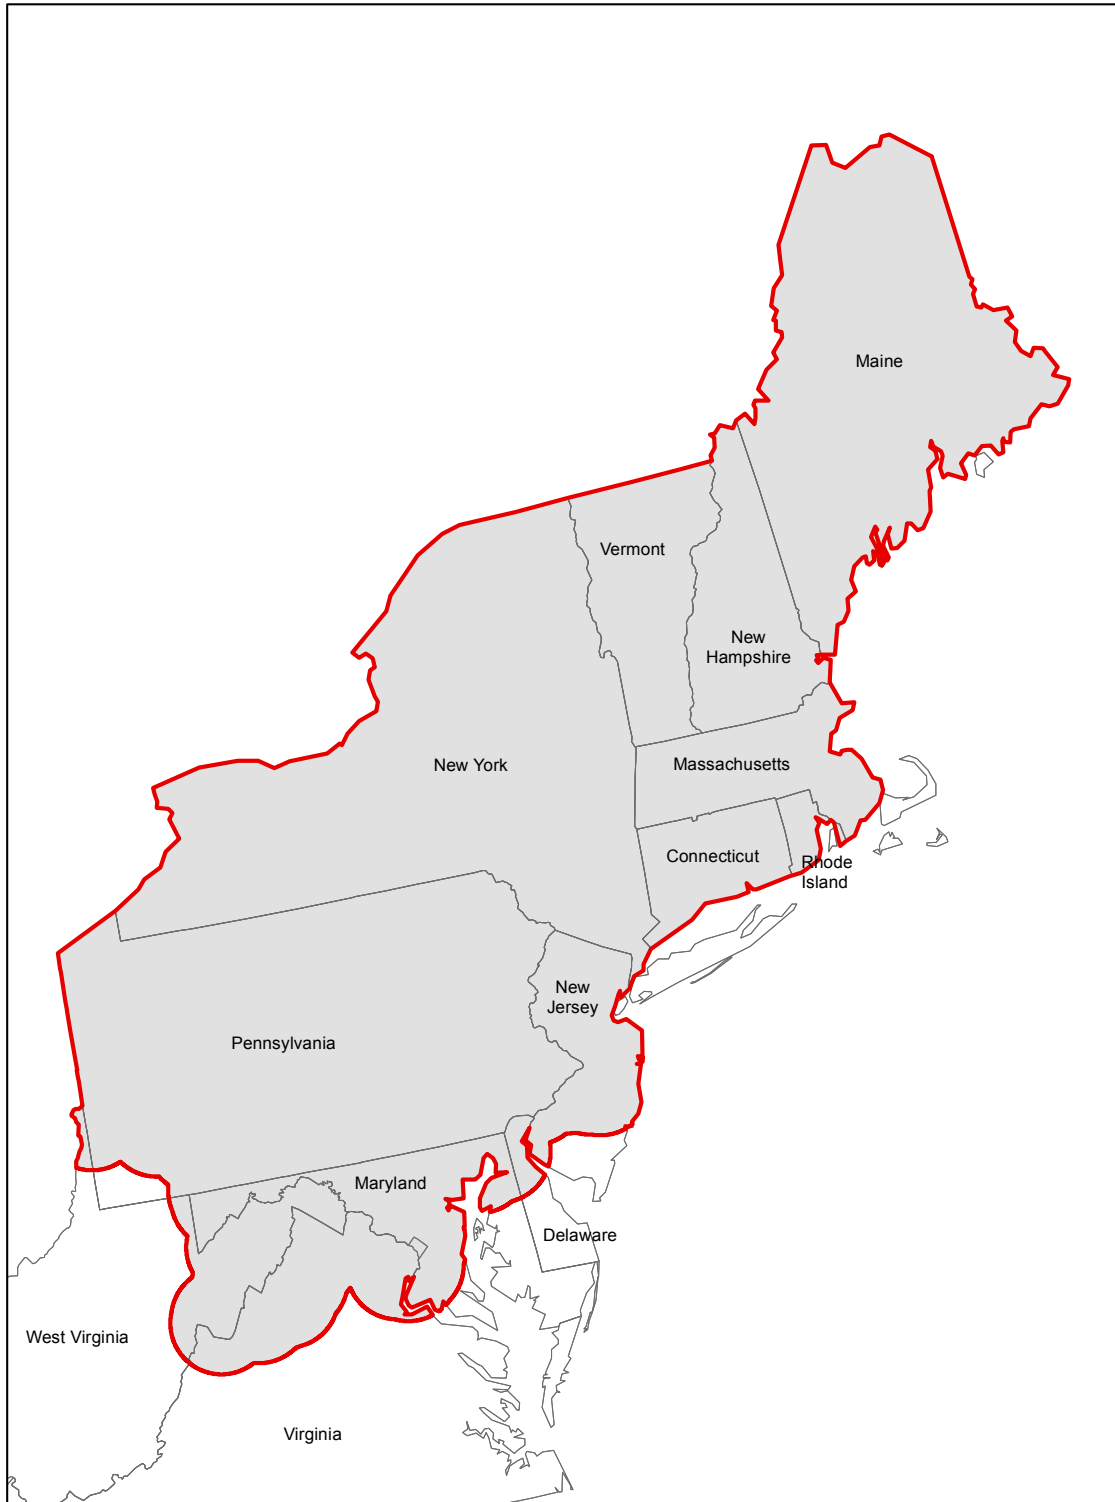 Maine
Vermont
New
Hampshire
New York
Massachusetts
Connecticut
Rhode
Island
New
Jersey
Pennsylvania
Maryland
Delaware
West Virginia
Virginia